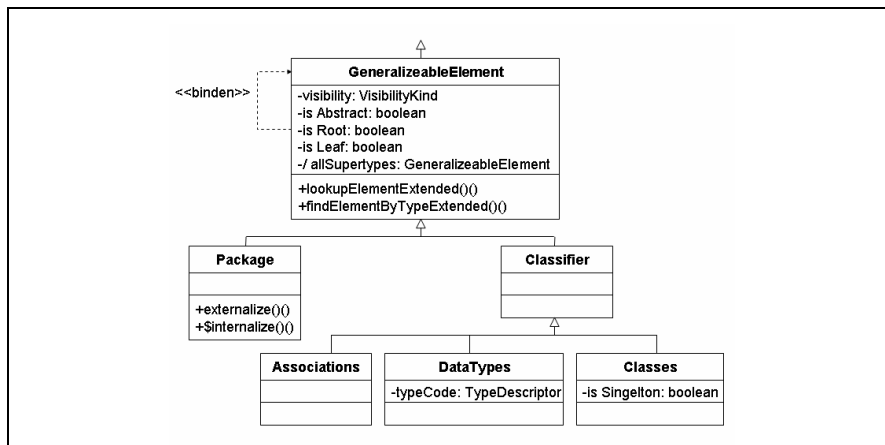 GeneralizeableElement
<<binden>>
-visibility: VisibilityKind
-is Abstract: boolean
-is Root: boolean
-is Leaf: boolean
-/ allSupertypes: GeneralizeableElement
+lookupElementExtended()()
+findElementByTypeExtended()()
Package
Classifier
+externalize()()
+$internalize()()
Associations
DataTypes
Classes
-typeCode: TypeDescriptor
-is Singelton: boolean